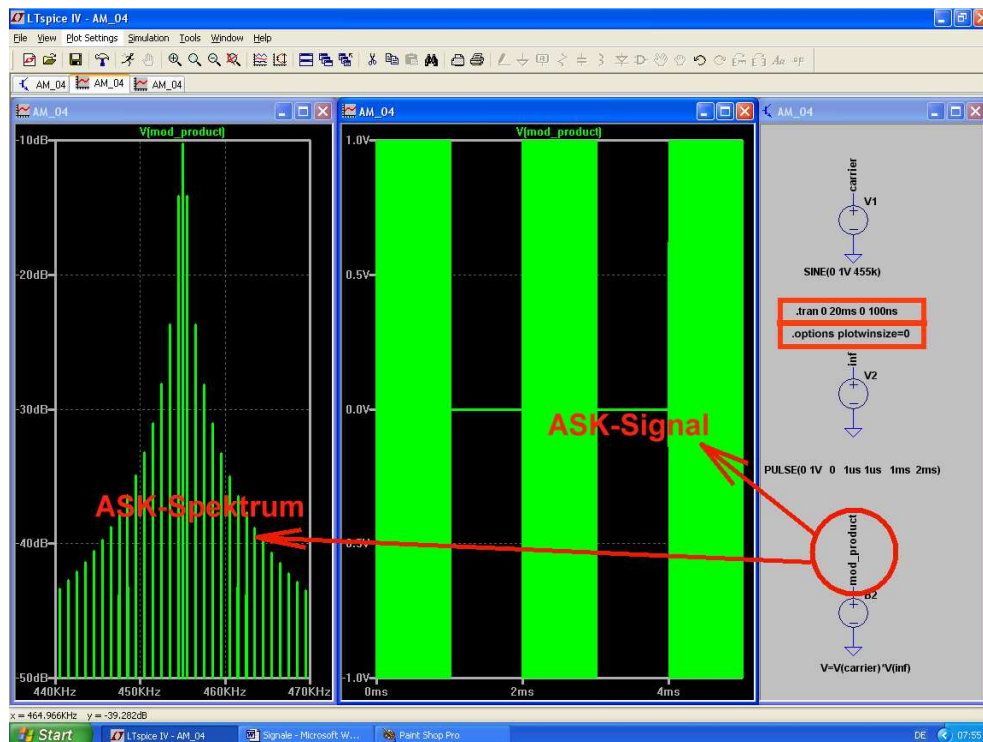 LTspice IV - AM_04
File View Plot Settings Simulation Tools Window Help
AM_04 AM_04 AM_04
AM_04
V(mod_product)
-10dB
-20dB
-30dB
-40dB
-50dB
440KHz 450KHz 460KHz 470KHz
ASK-Spektrum
AM_04
V(mod_product)
1.0V
0.5V
0.0V
-0.5V
-1.0V
0ms 2ms 4ms
ASK-Signal
AM_04
carrier
V1
SINE(0 1V 455k)
.tran 0 20ms 0 100ns
.options plotwinsize=0
inf
V2
PULSE(0 1V 0 1us 1us 1ms 2ms)
mod_product
B2
V=V(carrier)*V(inf)
x = 464.966KHz y = -39.282dB
Start LTspice IV - AM_04 Signale - Microsoft W... Paint Shop Pro DE 07:55